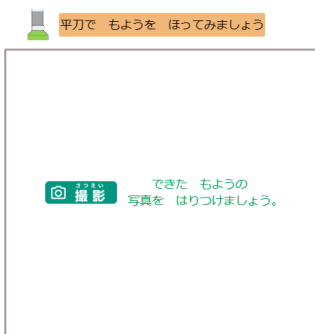 平刀で もようを ほってみましょう
さつえい
撮影
できた もようの
写真を はりつけましょう。